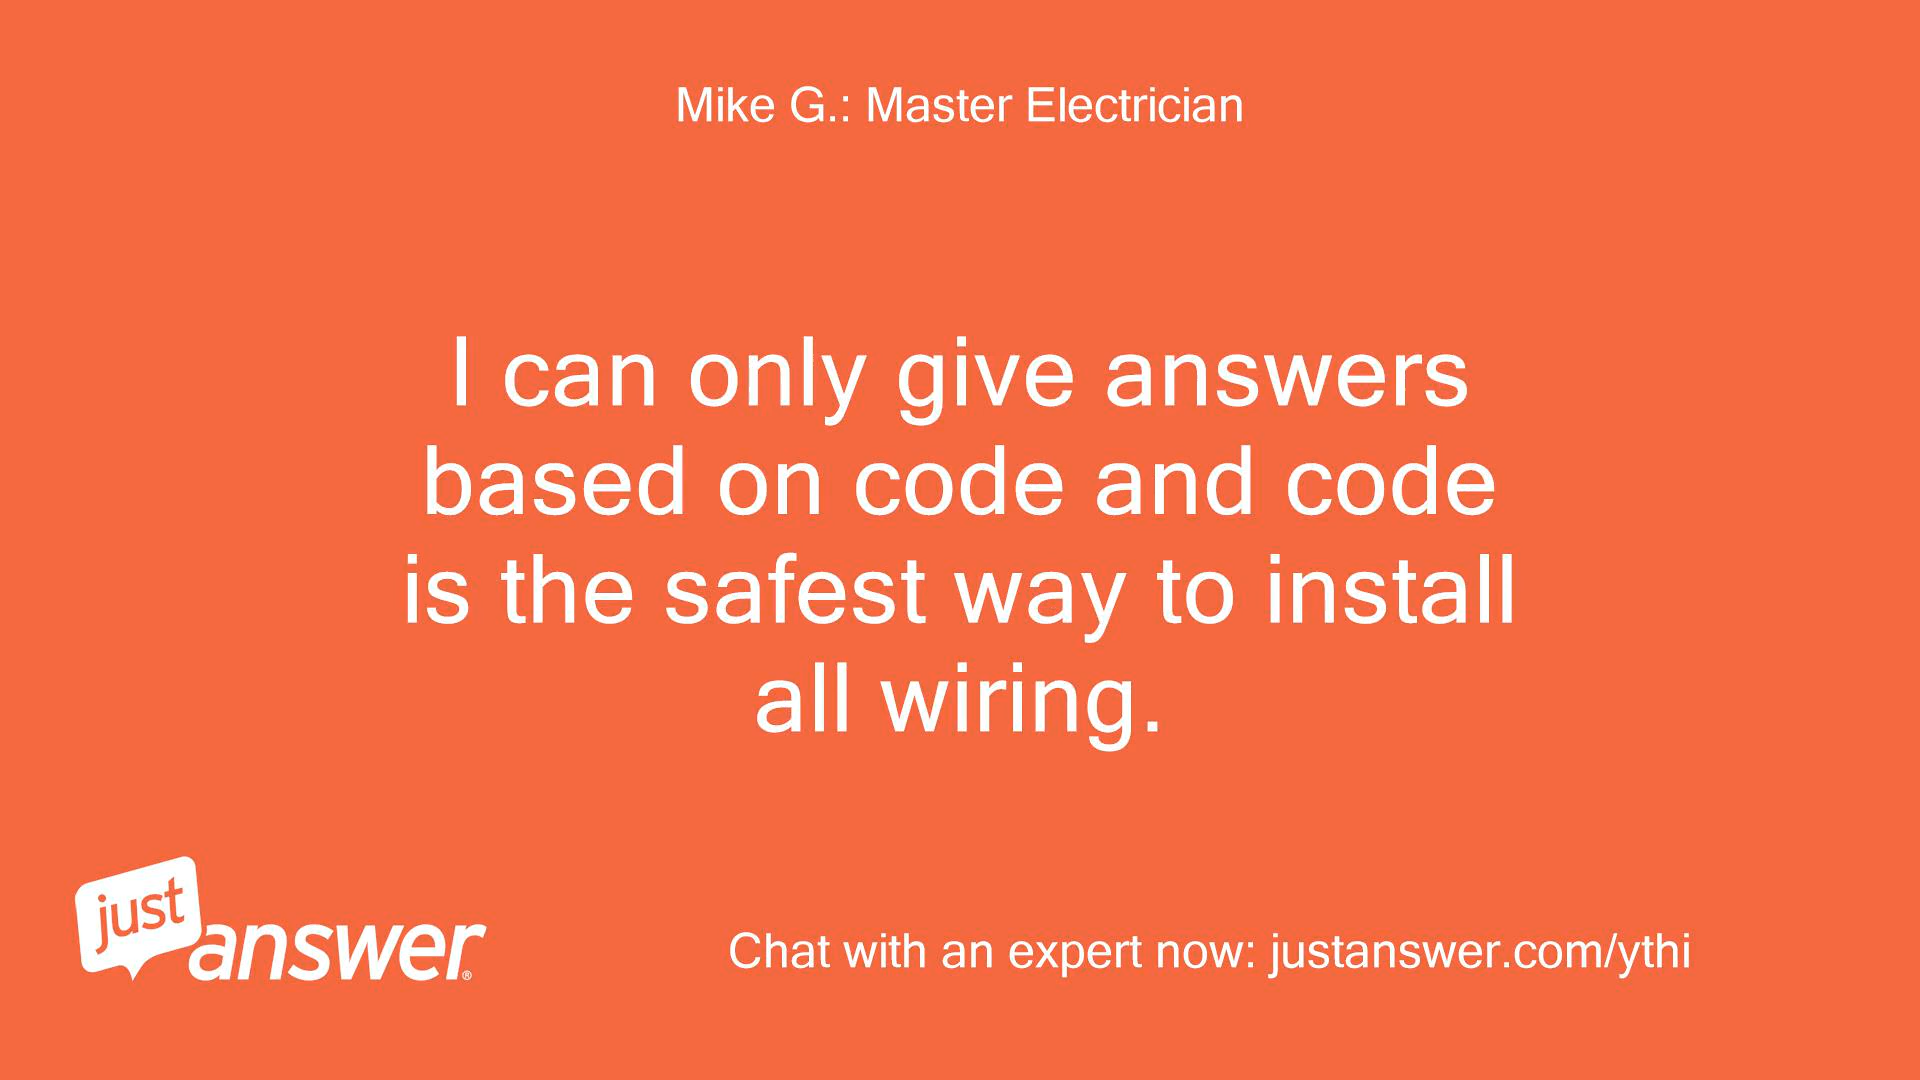 Mike G.: Master Electrician
I can only give answers
based on code and code
is the safest way to install
all wiring.
just
answer®
Chat with an expert now: justanswer.com/ythi